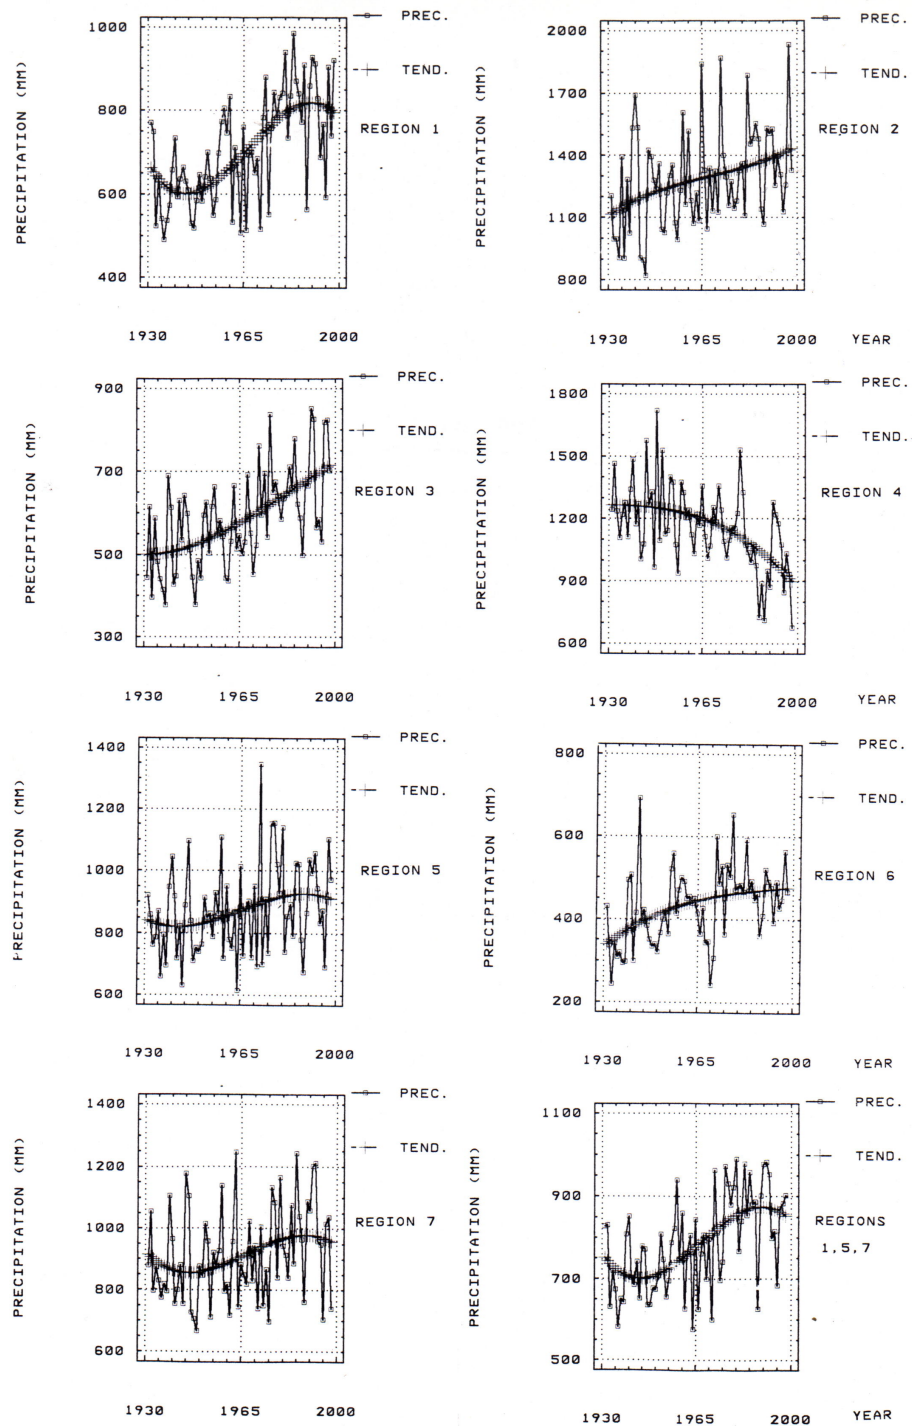 PREC.
TEND.
REGION 1
PRECIPITATION (MM)
1000
800
600
400
1930 1965 2000
PREC.
TEND.
REGION 2
PRECIPITATION (MM)
2000
1700
1400
1100
800
1930 1965 2000 YEAR
PREC.
TEND.
REGION 3
PRECIPITATION (MM)
900
700
500
300
1930 1965 2000
PREC.
TEND.
REGION 4
PRECIPITATION (MM)
1800
1500
1200
900
600
1930 1965 2000 YEAR
PREC.
TEND.
REGION 5
PRECIPITATION (MM)
1400
1200
1000
800
600
1930 1965 2000
PREC.
TEND.
REGION 6
PRECIPITATION (MM)
800
600
400
200
1930 1965 2000 YEAR
PREC.
TEND.
REGION 7
PRECIPITATION (MM)
1400
1200
1000
800
600
1930 1965 2000
PREC.
TEND.
REGIONS
1,5,7
PRECIPITATION (MM)
1100
900
700
500
1930 1965 2000 YEAR